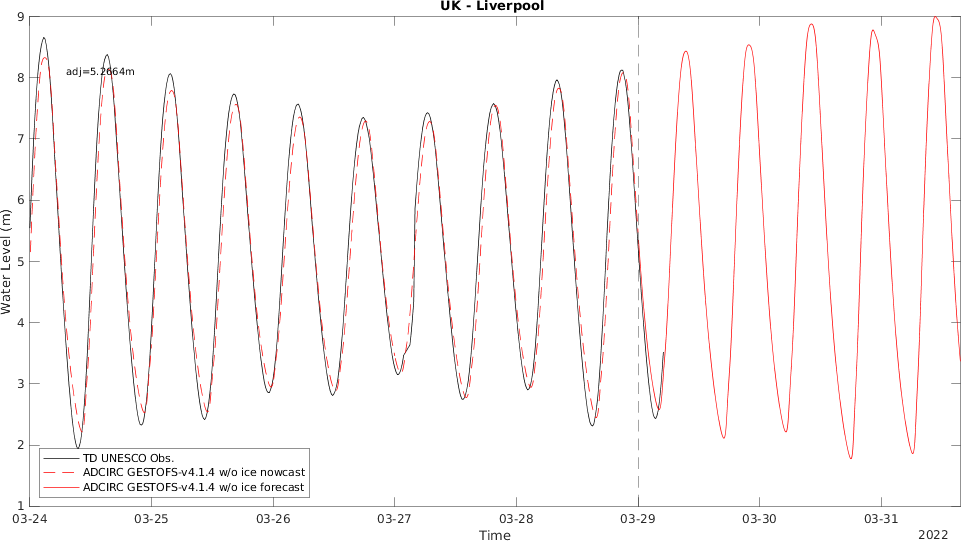 UK - Liverpool
9
8
7
6
5
4
3
2
1
Water Level (m)
adj=5.2664m
TD UNESCO Obs.
ADCIRC GESTOFS-v4.1.4 w/o ice nowcast
ADCIRC GESTOFS-v4.1.4 w/o ice forecast
03-24 03-25 03-26 03-27 03-28 03-29 03-30 03-31
Time
2022